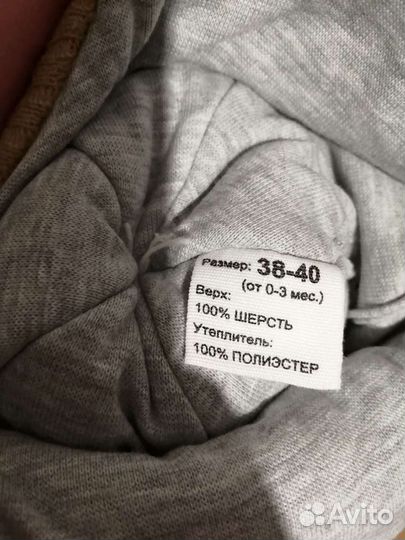 Размер: 38-40
(от 0-3 мес.)
Верх:
100% ШЕРСТЬ
Утеплитель:
100% ПОЛИЭСТЕР
Avito